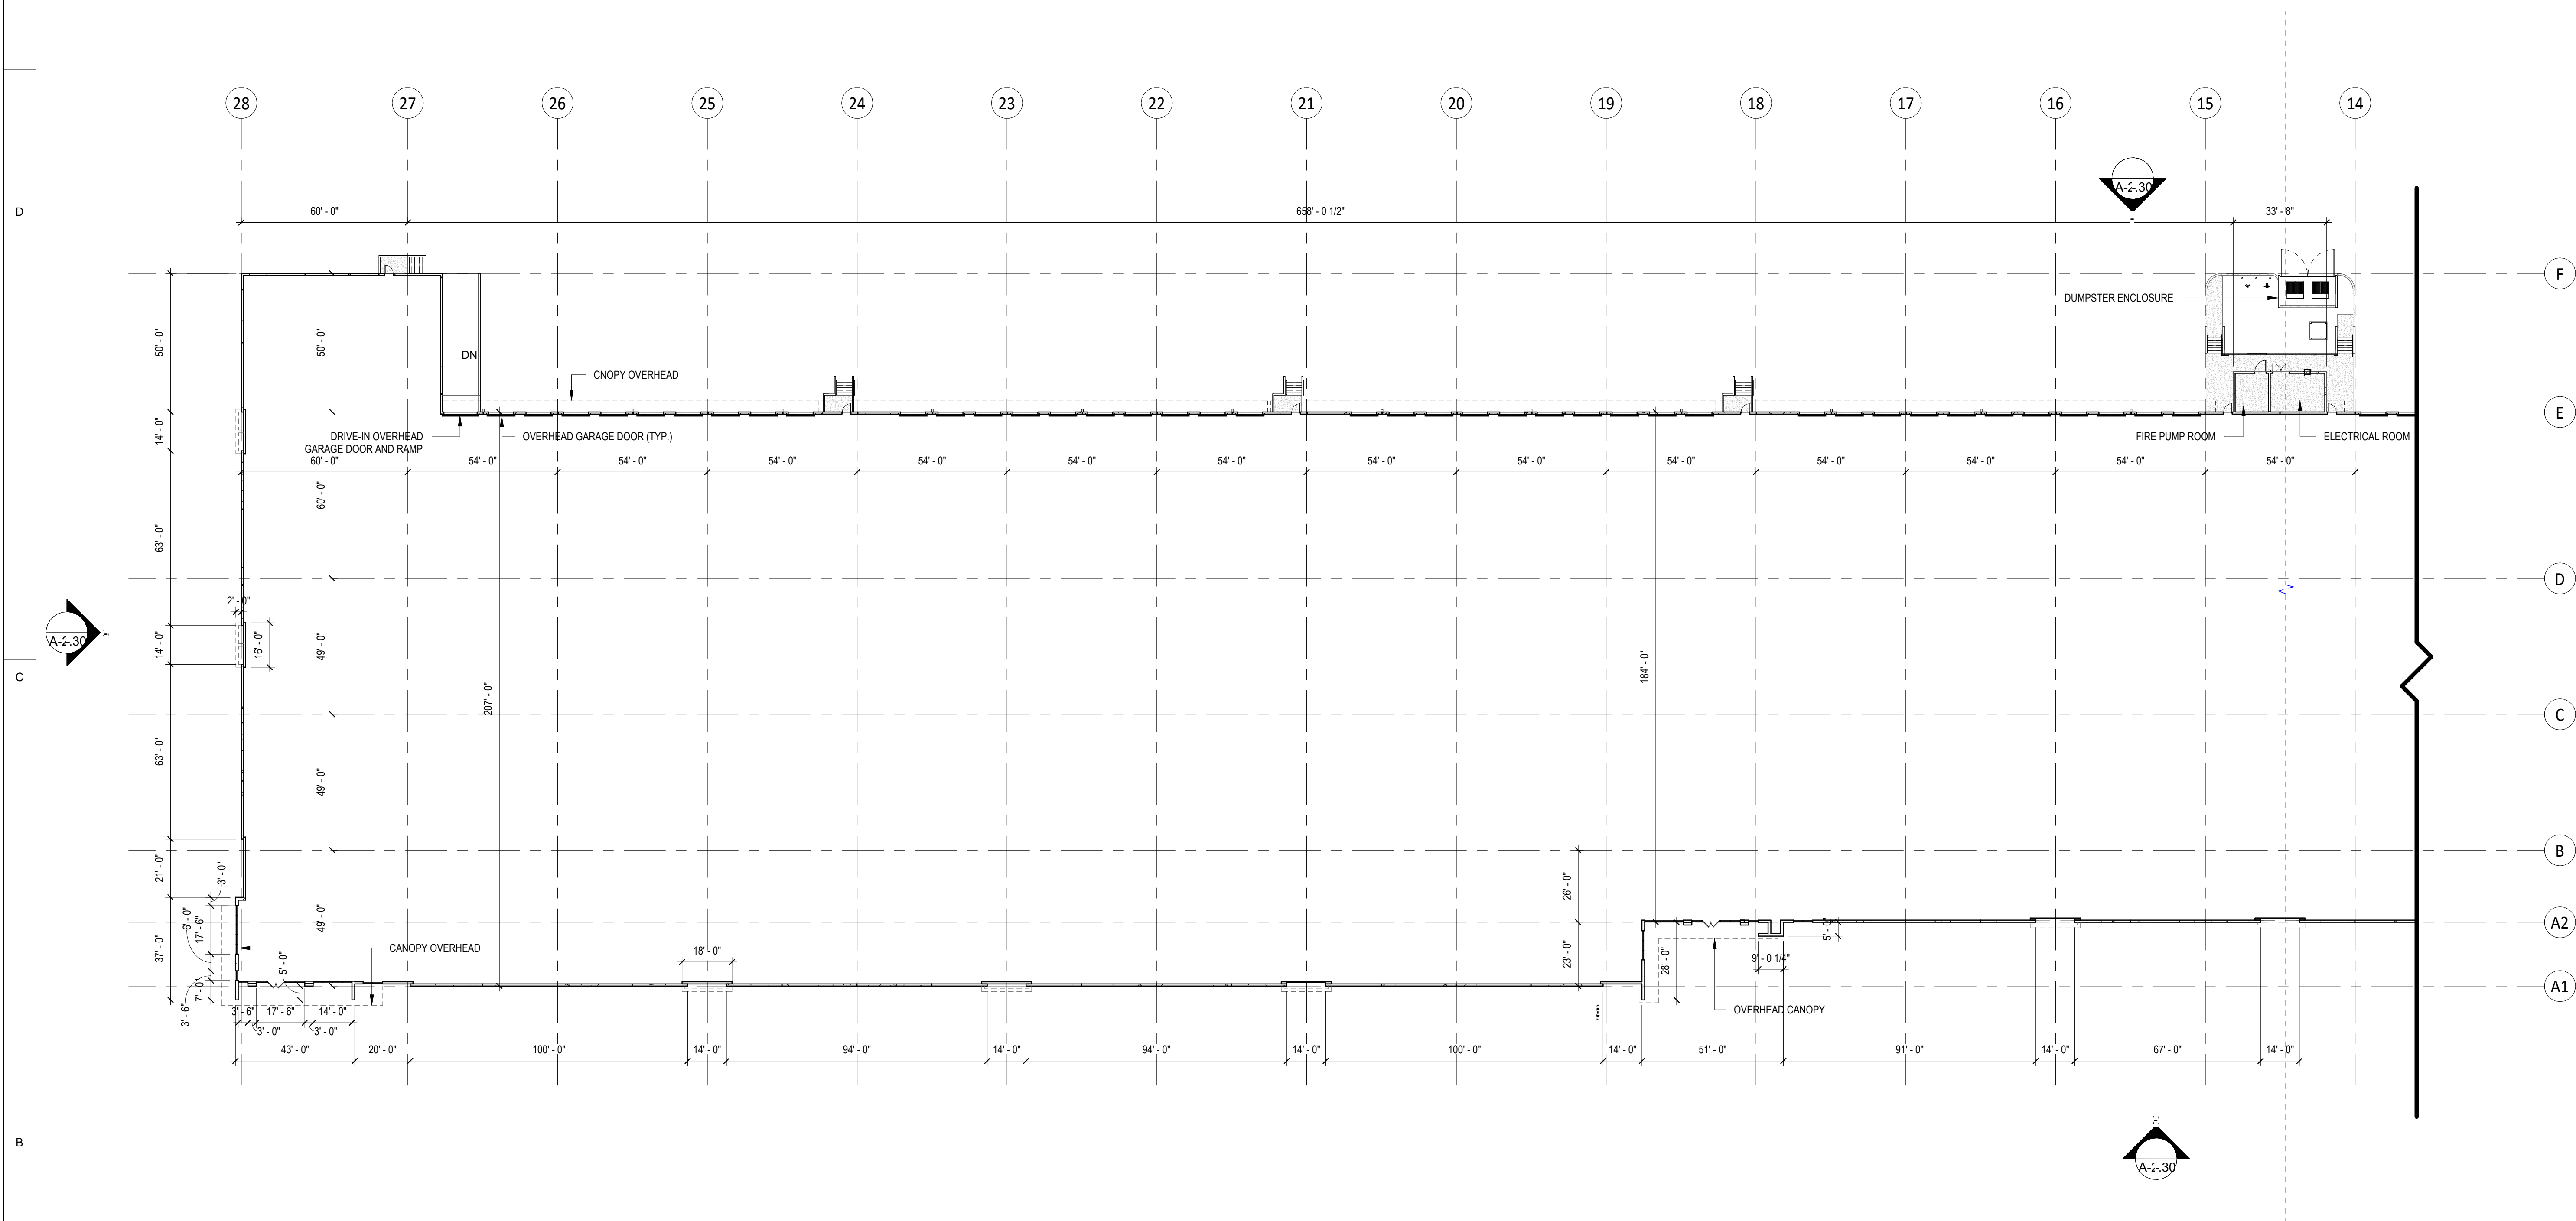 28
27
26
25
24
23
22
21
20
19
18
17
16
15
14
D
60' - 0"
658' - 0 1/2"
33' - 8"
F
DUMPSTER ENCLOSURE
50' - 0"
50' - 0"
DN
CNOPY OVERHEAD
E
14' - 0"
DRIVE-IN OVERHEAD
GARAGE DOOR AND RAMP
OVERHEAD GARAGE DOOR (TYP.)
FIRE PUMP ROOM
ELECTRICAL ROOM
60' - 0"
54' - 0"
54' - 0"
54' - 0"
54' - 0"
54' - 0"
54' - 0"
54' - 0"
54' - 0"
54' - 0"
54' - 0"
54' - 0"
54' - 0"
54' - 0"
60' - 0"
63' - 0"
D
2' - 0"
14' - 0"
16' - 0"
49' - 0"
184' - 0"
C
207' - 0"
C
63' - 0"
49' - 0"
B
21' - 0"
3' - 0"
26' - 0"
6' - 0"
17' - 6"
49' - 0"
A2
37' - 0"
CANOPY OVERHEAD
18' - 0"
23' - 0"
28' - 0"
9' - 0 1/4"
5' - 0"
5' - 0"
7' - 0"
3' - 6"
A1
3' - 6"
17' - 6"
14' - 0"
OVERHEAD CANOPY
3' - 0"
3' - 0"
43' - 0"
20' - 0"
100' - 0"
14' - 0"
94' - 0"
14' - 0"
94' - 0"
14' - 0"
100' - 0"
14' - 0"
51' - 0"
91' - 0"
14' - 0"
67' - 0"
14' - 0"
B